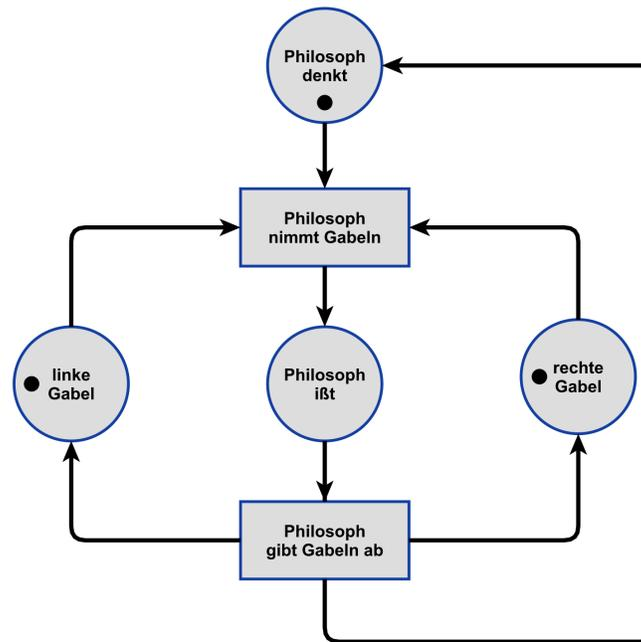 Philosoph
denkt
Philosoph
nimmt Gabeln
linke
Gabel
Philosoph
ißt
rechte
Gabel
Philosoph
gibt Gabeln ab